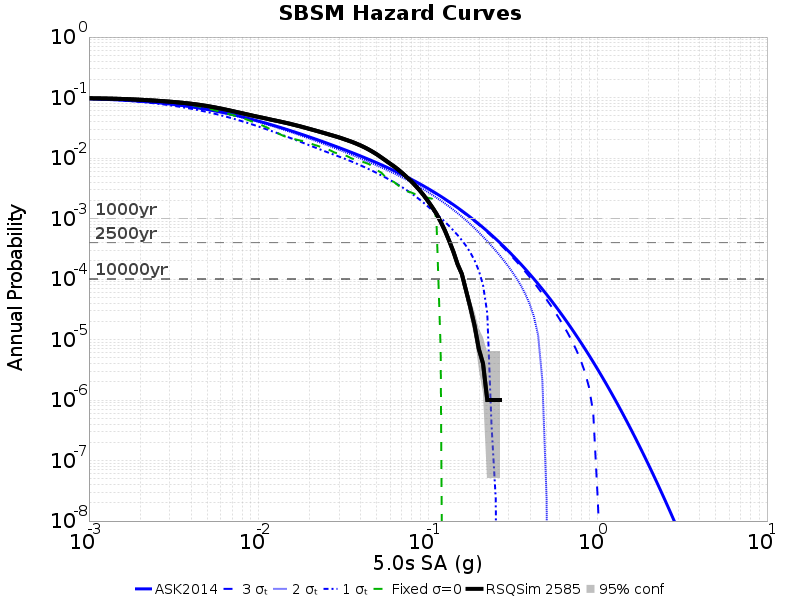 SBSM Hazard Curves
10^0
10^-1
10^-2
10^-3
10^-4
10^-5
10^-6
10^-7
10^-8
Annual Probability
1000yr
2500yr
10000yr
10^-3 10^-2 10^-1 10^0 10^1
5.0s SA (g)
ASK2014 3 σₜ 2 σₜ 1 σₜ Fixed σ=0 RSQSim 2585 95% conf